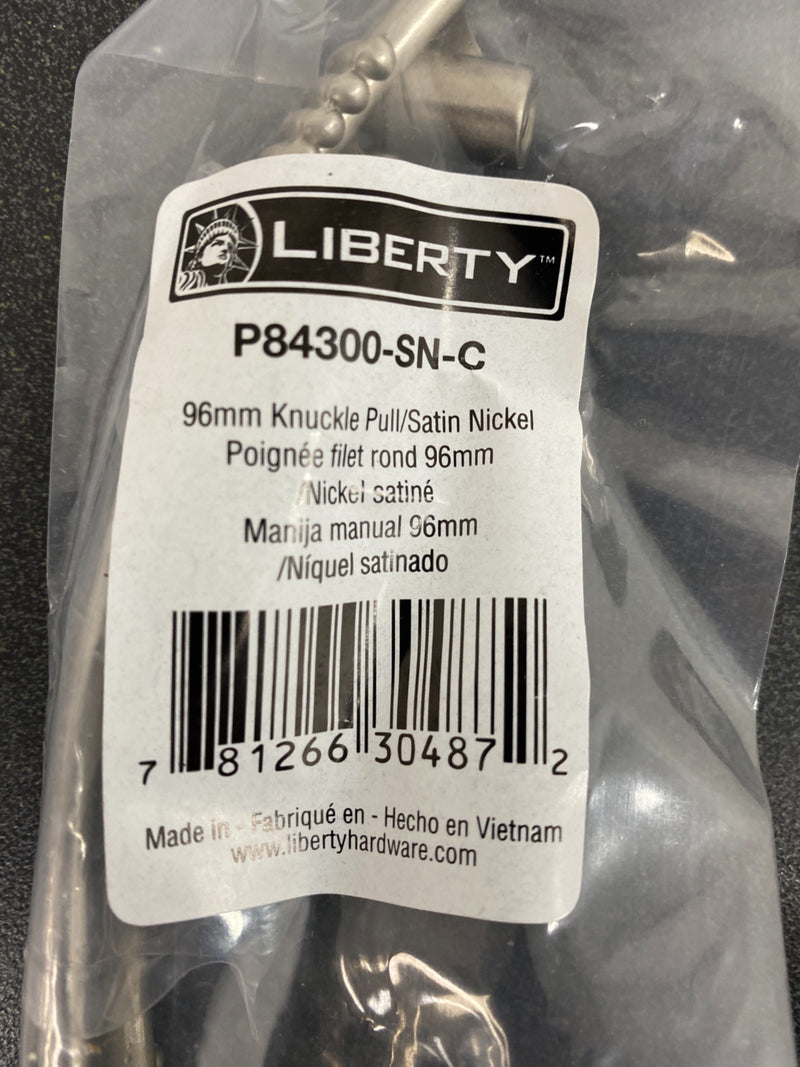 LIBERTY™
P84300-SN-C
96mm Knuckle Pull/Satin Nickel
Poignée filet rond 96mm
/Nickel satiné
Manija manual 96mm
/Níquel satinado
7 81266 30487 2
Made in - Fabriqué en - Hecho en Vietnam
www.libertyhardware.com